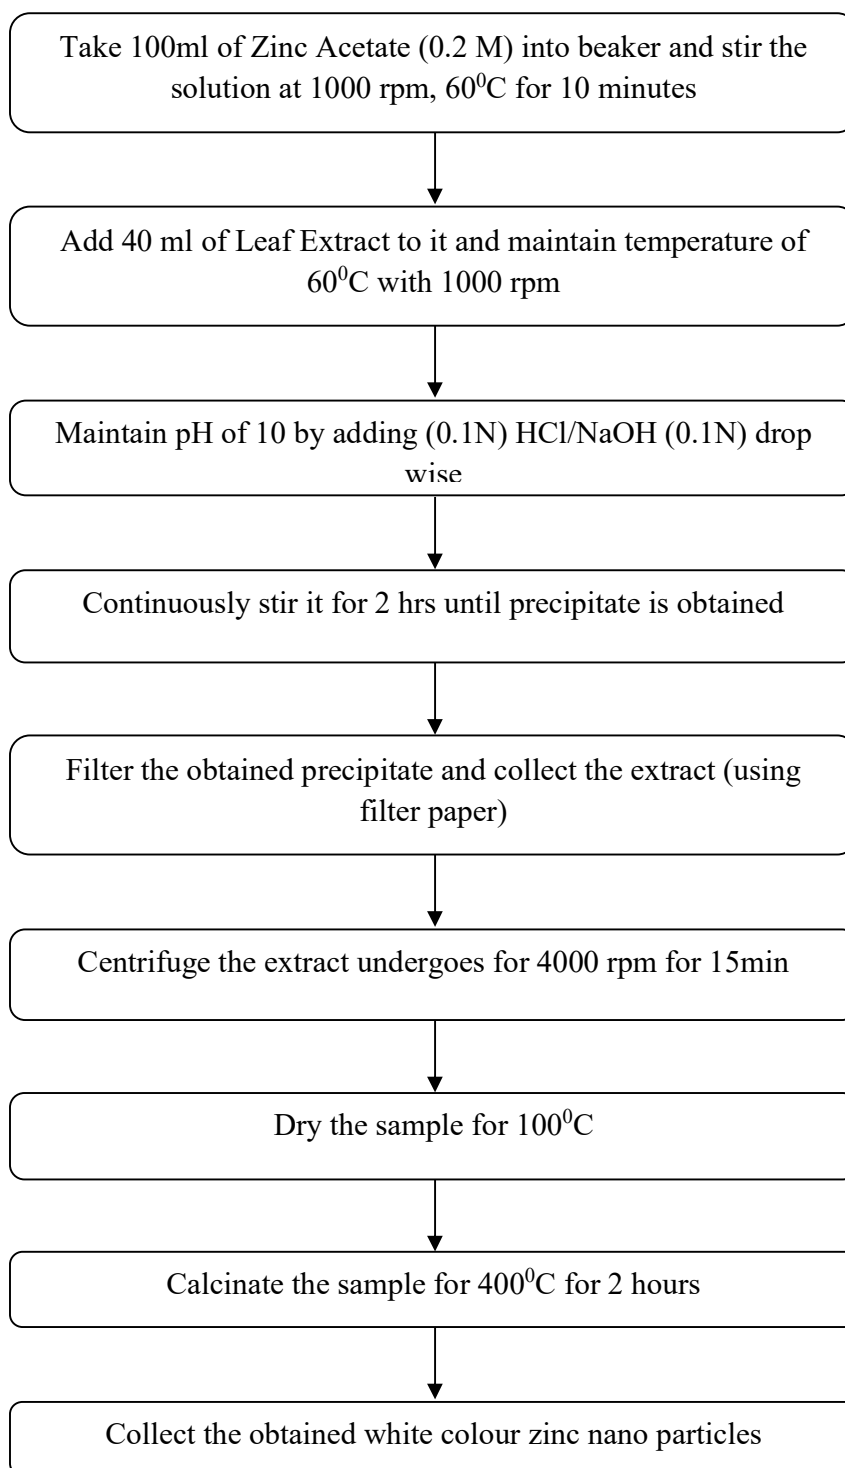 Take 100ml of Zinc Acetate (0.2 M) into beaker and stir the
solution at 1000 rpm, 60⁰C for 10 minutes
Add 40 ml of Leaf Extract to it and maintain temperature of
60⁰C with 1000 rpm
Maintain pH of 10 by adding (0.1N) HCl/NaOH (0.1N) drop
wise
Continuously stir it for 2 hrs until precipitate is obtained
Filter the obtained precipitate and collect the extract (using
filter paper)
Centrifuge the extract undergoes for 4000 rpm for 15min
Dry the sample for 100⁰C
Calcinate the sample for 400⁰C for 2 hours
Collect the obtained white colour zinc nano particles